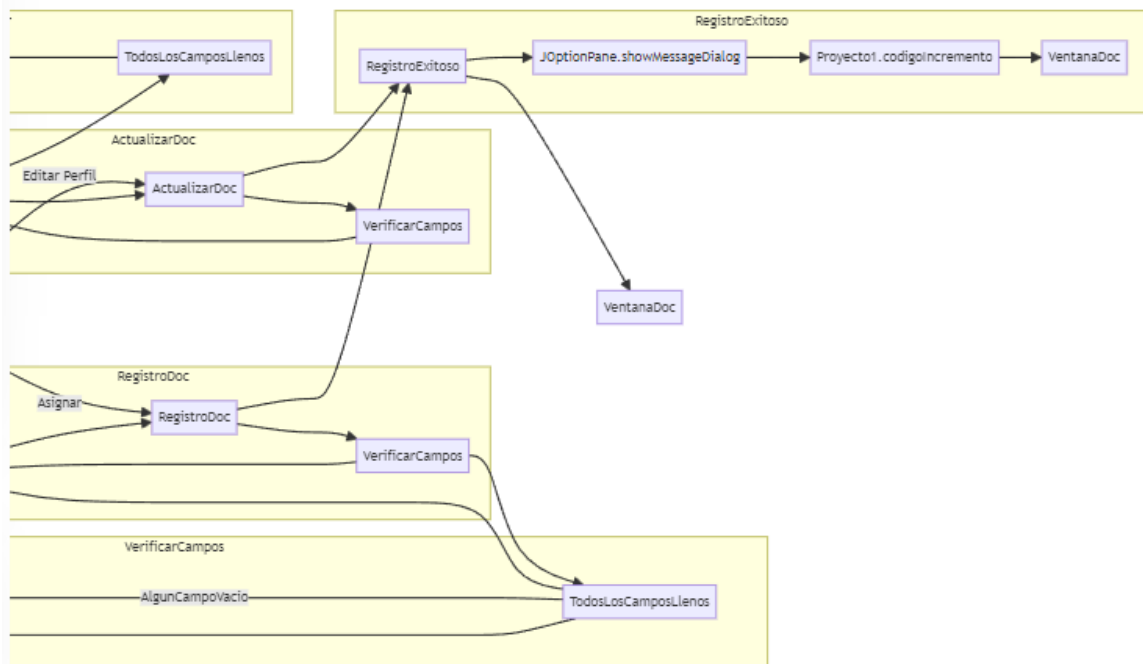 RegistroExitoso
TodosLosCamposLlenos
RegistroExitoso
JOptionPane.showMessageDialog
Proyecto1.codigoIncremento
VentanaDoc
ActualizarDoc
Editar Perfil
ActualizarDoc
VerificarCampos
VentanaDoc
RegistroDoc
Asignar
RegistroDoc
VerificarCampos
VerificarCampos
AlgunCampoVacio
TodosLosCamposLlenos